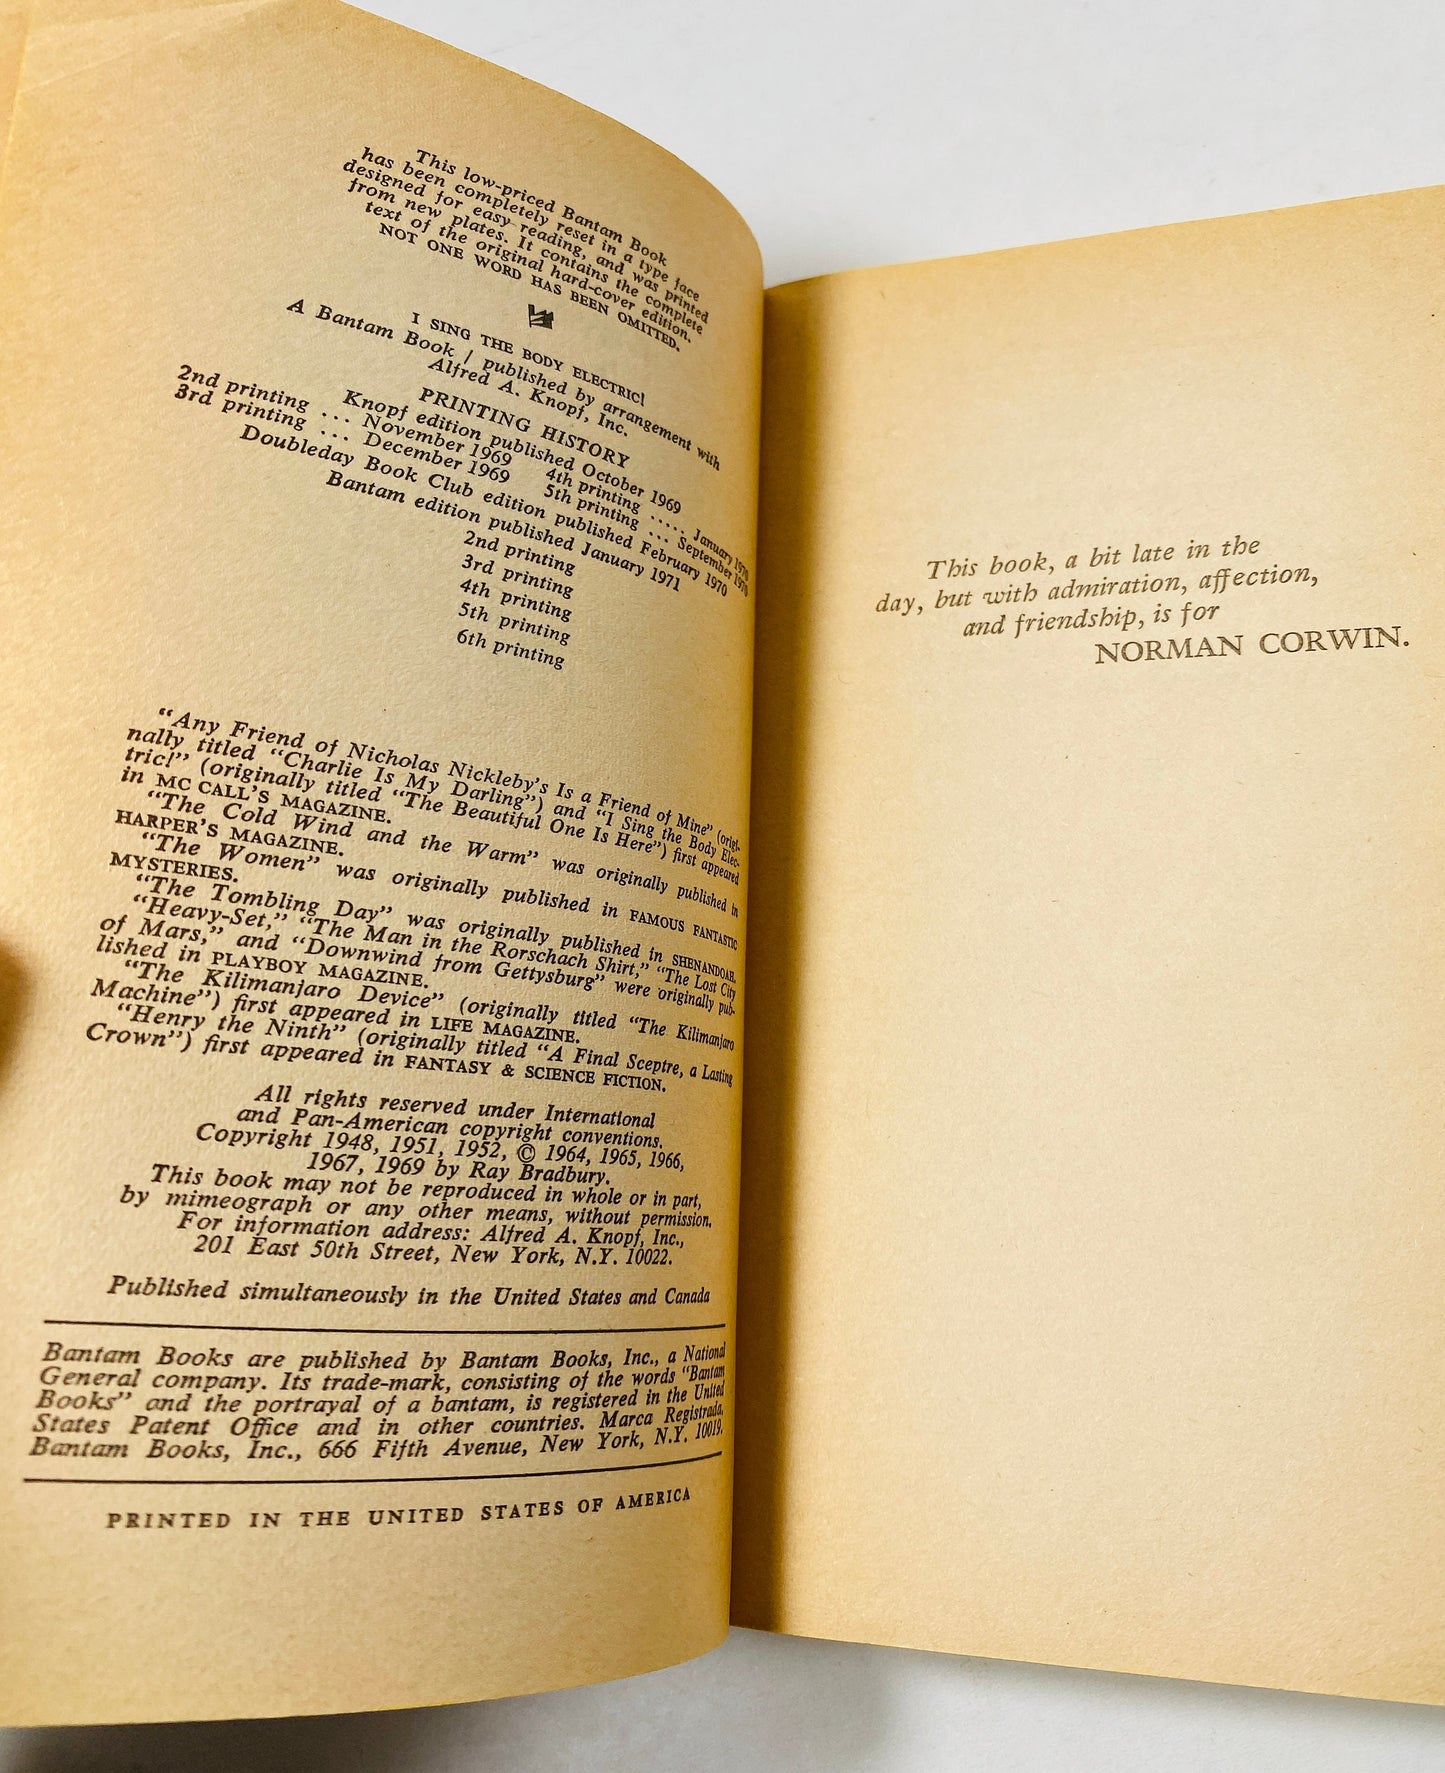 This low-priced Bantam Book
has been completely reset in a type face
designed for easy reading, and was printed
from new plates. It contains the complete
text of the original hard-cover edition.
NOT ONE WORD HAS BEEN OMITTED.
I SING THE BODY ELECTRIC!
A Bantam Book / published by arrangement with
Alfred A. Knopf, Inc.
PRINTING HISTORY
Knopf edition published October 1969
2nd printing ... November 1969 4th printing ..... January 1970
3rd printing ... December 1969 5th printing ... September 1970
Doubleday Book Club edition published February 1970
Bantam edition published January 1971
2nd printing
3rd printing
4th printing
5th printing
6th printing
"Any Friend of Nicholas Nickleby's Is a Friend of Mine" (origi-
nally titled "Charlie Is My Darling") and "I Sing the Body Elec-
tric!" (originally titled "The Beautiful One Is Here") first appeared
in MC CALL'S MAGAZINE.
"The Cold Wind and the Warm" was originally published in
HARPER'S MAGAZINE.
"The Women" was originally published in FAMOUS FANTASTIC
MYSTERIES.
"The Tombling Day" was originally published in SHENANDOAH.
"Heavy-Set," "The Man in the Rorschach Shirt," "The Lost City
of Mars," and "Downwind from Gettysburg" were originally pub-
lished in PLAYBOY MAGAZINE.
"The Kilimanjaro Device" (originally titled "The Kilimanjaro
Machine") first appeared in LIFE MAGAZINE.
"Henry the Ninth" (originally titled "A Final Sceptre, a Lasting
Crown") first appeared in FANTASY & SCIENCE FICTION.
All rights reserved under International
and Pan-American copyright conventions.
Copyright 1948, 1951, 1952, © 1964, 1965, 1966,
1967, 1969 by Ray Bradbury.
This book may not be reproduced in whole or in part,
by mimeograph or any other means, without permission.
For information address: Alfred A. Knopf, Inc.,
201 East 50th Street, New York, N.Y. 10022.
Published simultaneously in the United States and Canada
Bantam Books are published by Bantam Books, Inc., a National
General company. Its trade-mark, consisting of the words "Bantam
Books" and the portrayal of a bantam, is registered in the United
States Patent Office and in other countries. Marca Registrada.
Bantam Books, Inc., 666 Fifth Avenue, New York, N.Y. 10019.
PRINTED IN THE UNITED STATES OF AMERICA
This book, a bit late in the
day, but with admiration, affection,
and friendship, is for
NORMAN CORWIN.